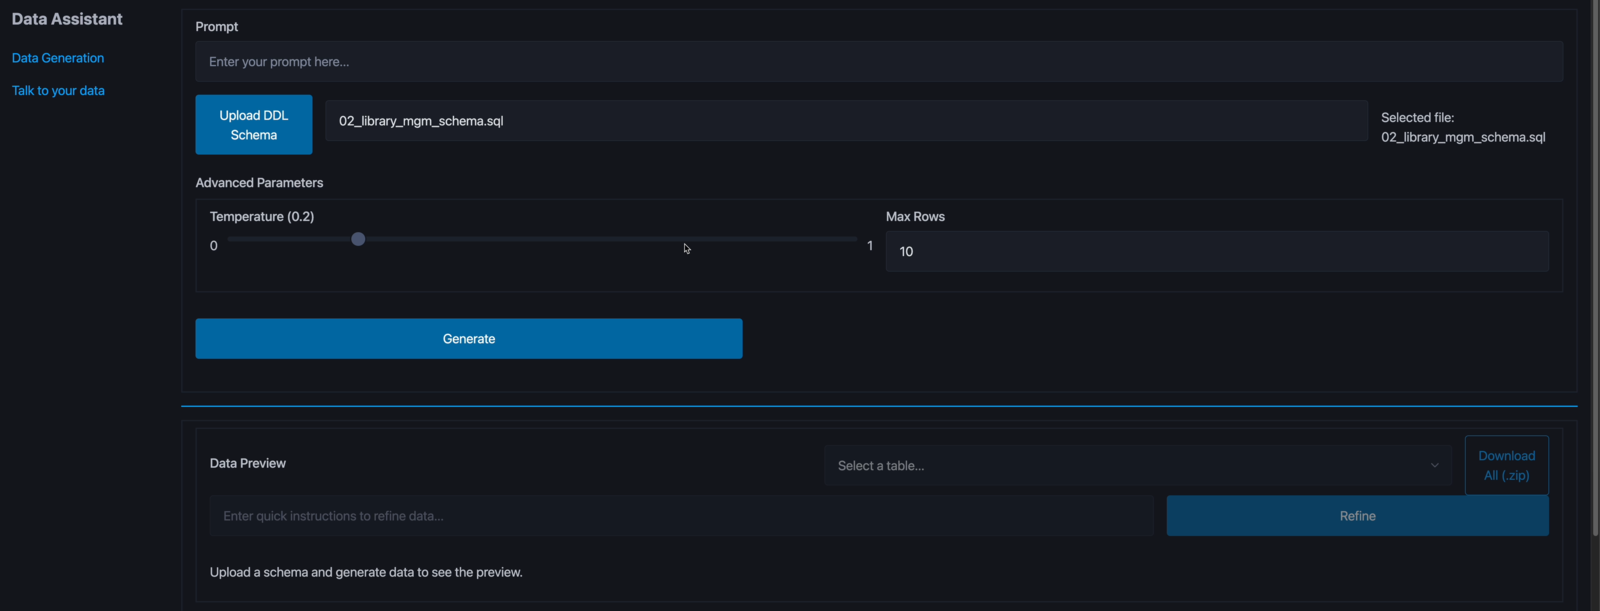 Data Assistant
Data Generation
Talk to your data
Prompt
Enter your prompt here...
Upload DDL
Schema
02_library_mgm_schema.sql
Selected file:
02_library_mgm_schema.sql
Advanced Parameters
Temperature (0.2)
0
1
Max Rows
10
Generate
Data Preview
Select a table...
Download
All (.zip)
Enter quick instructions to refine data...
Refine
Upload a schema and generate data to see the preview.